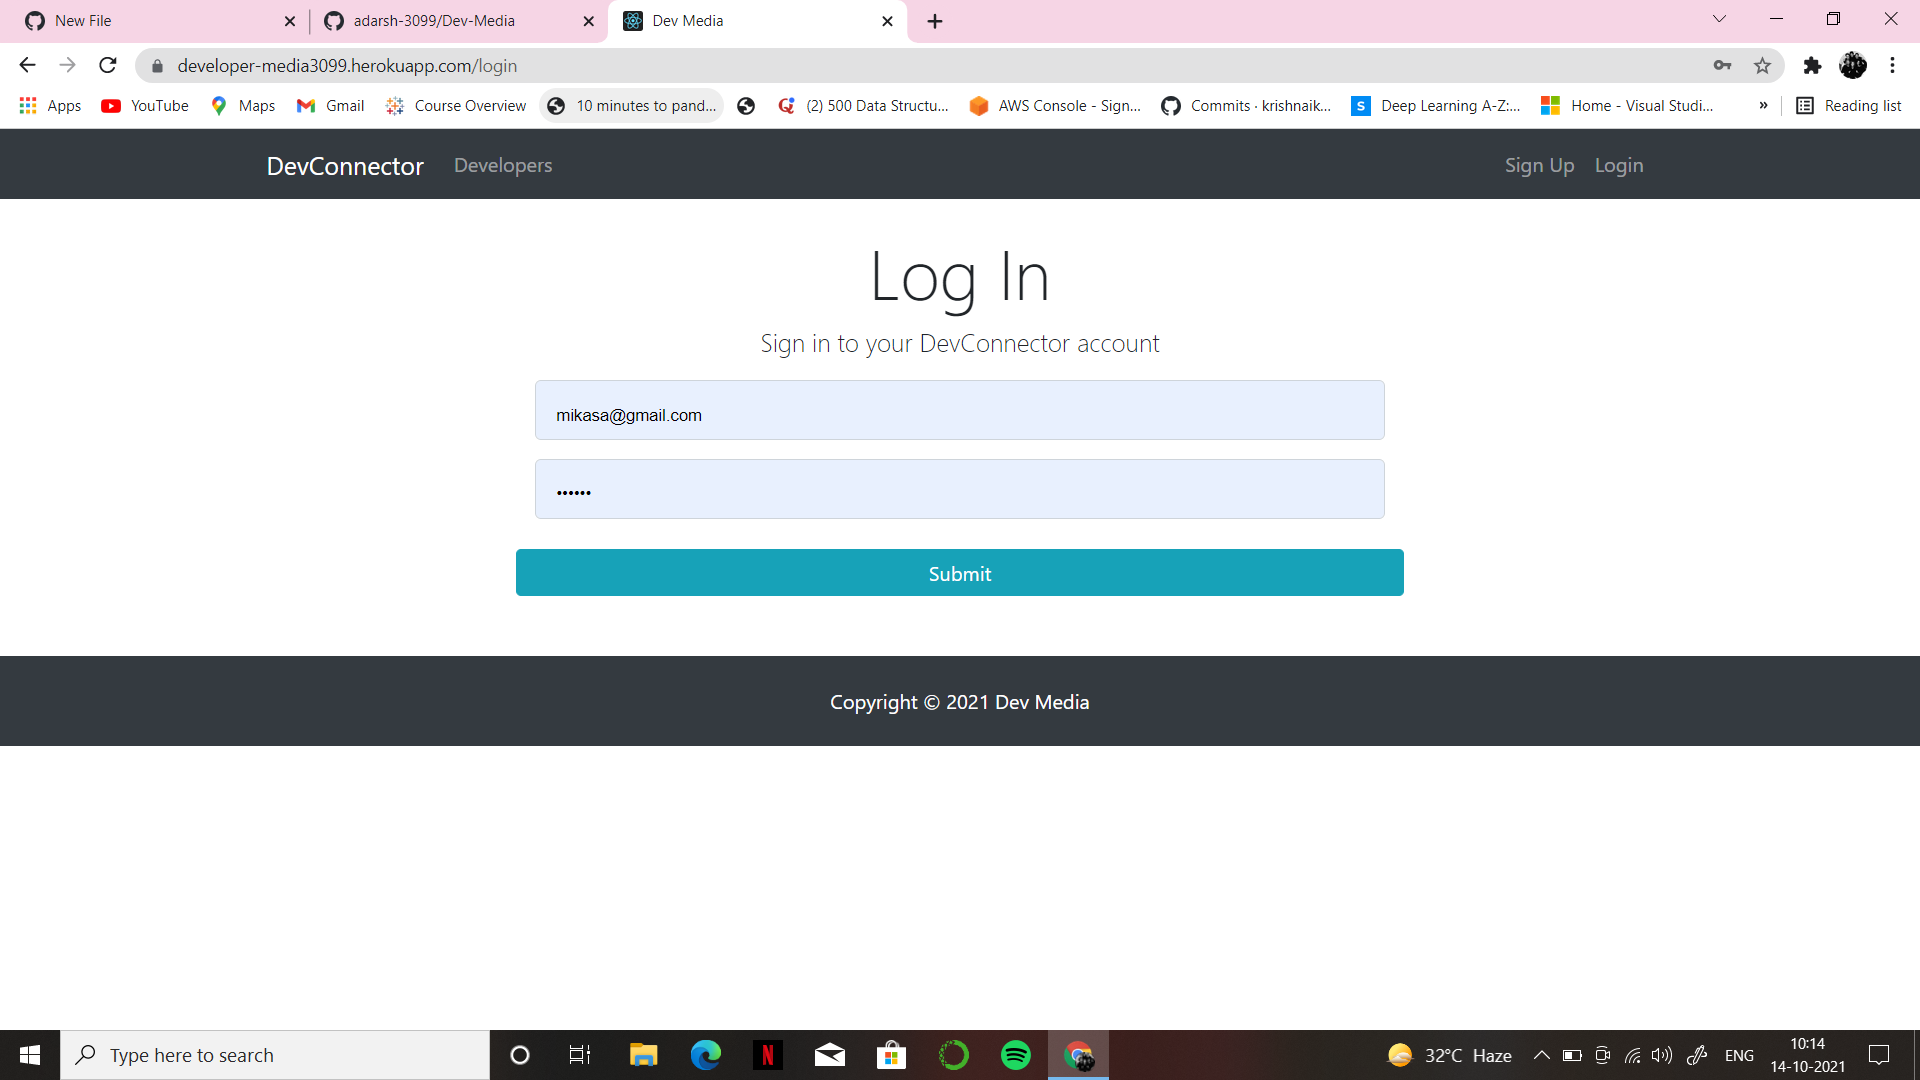 New File
adarsh-3099/Dev-Media
Dev Media
developer-media3099.herokuapp.com/login
Apps
YouTube
Maps
Gmail
Course Overview
10 minutes to pand...
(2) 500 Data Structu...
AWS Console - Sign...
Commits · krishnaik...
S
Deep Learning A-Z:...
Home - Visual Studi...
»
Reading list
DevConnector
Developers
Sign Up
Login
Log In
Sign in to your DevConnector account
mikasa@gmail.com
••••••
Submit
Copyright © 2021 Dev Media
Type here to search
N
32°C Haze
ENG
10:14
14-10-2021